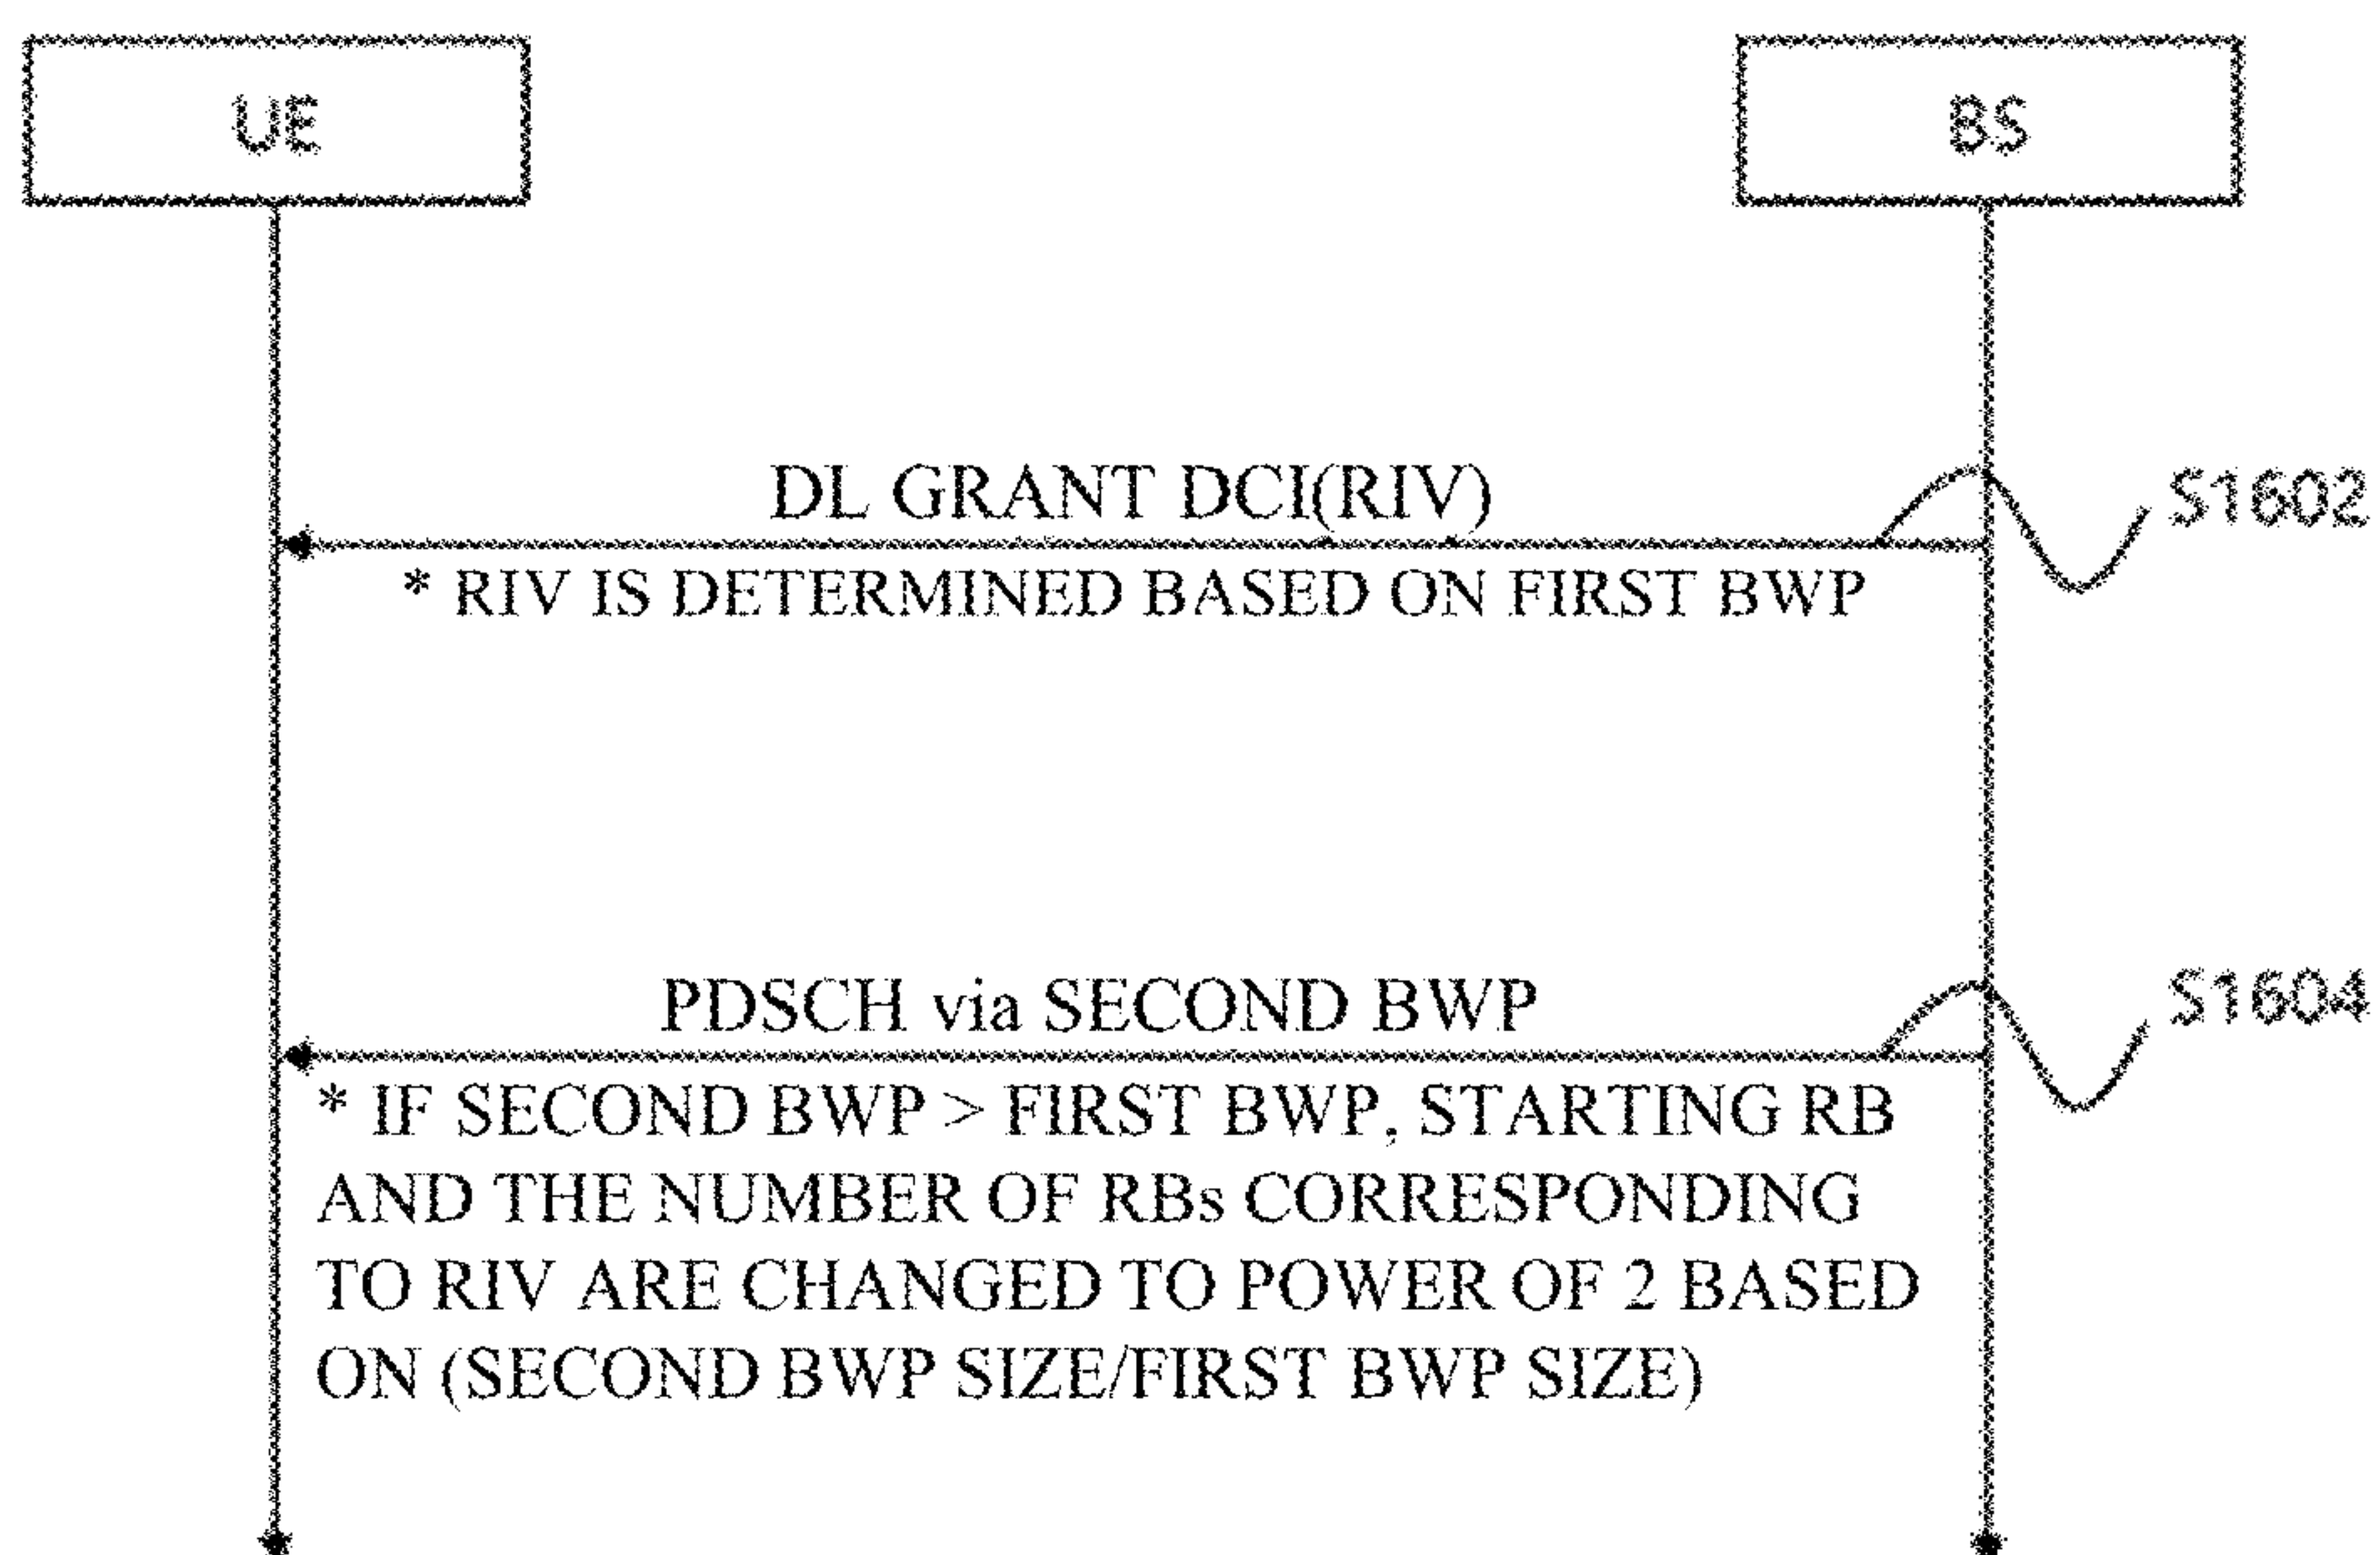 UE
BS
DL GRANT DCI(RIV)
S1602
* RIV IS DETERMINED BASED ON FIRST BWP
PDSCH via SECOND BWP
S1604
* IF SECOND BWP > FIRST BWP, STARTING RB
AND THE NUMBER OF RBs CORRESPONDING
TO RIV ARE CHANGED TO POWER OF 2 BASED
ON (SECOND BWP SIZE/FIRST BWP SIZE)